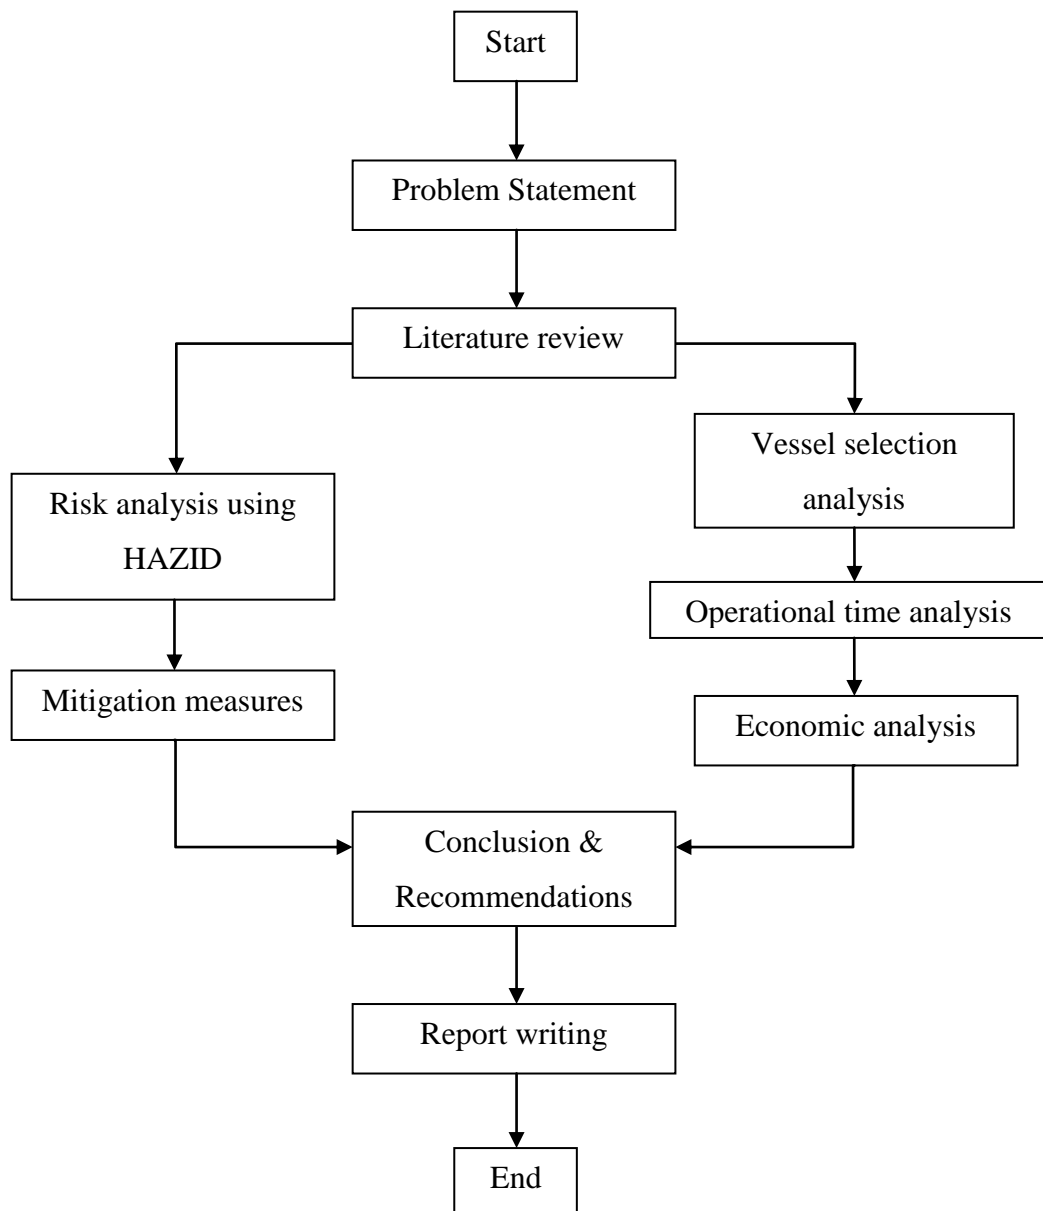 Start
Problem Statement
Literature review
Risk analysis using
HAZID
Mitigation measures
Vessel selection
analysis
Operational time analysis
Economic analysis
Conclusion &
Recommendations
Report writing
End